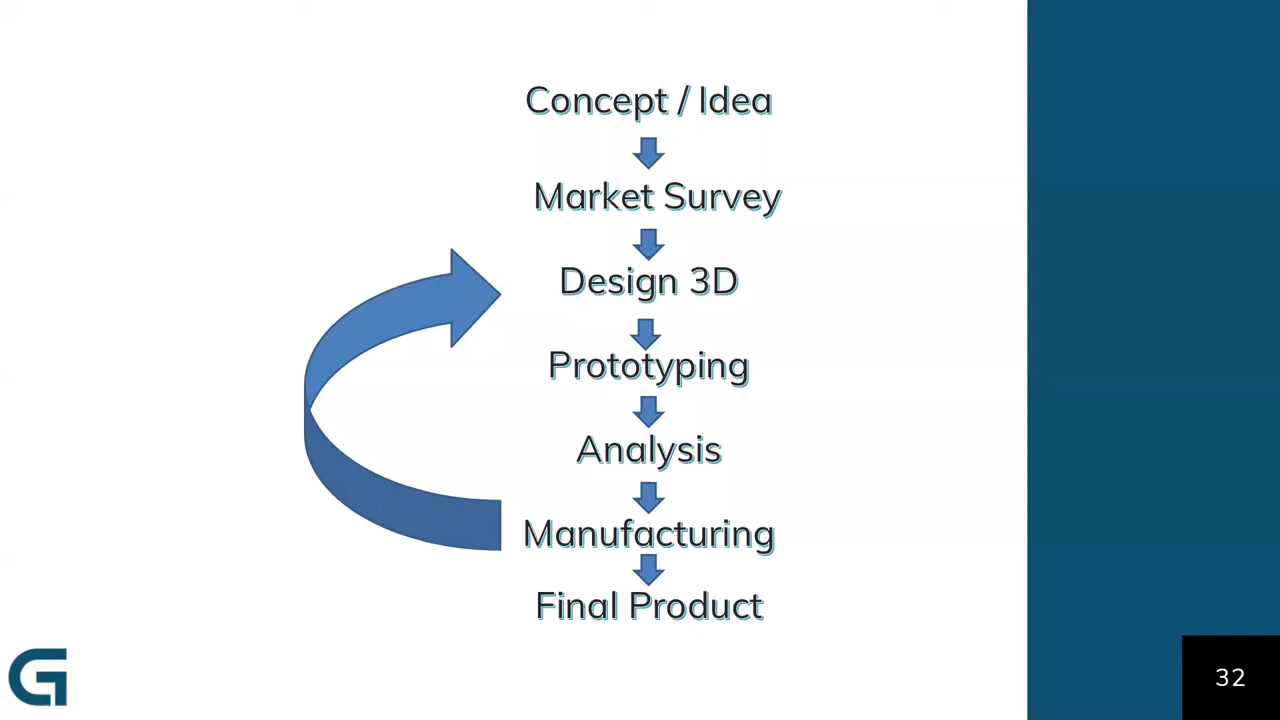 Concept / Idea
Market Survey
Design 3D
Prototyping
Analysis
Manufacturing
Final Product
32